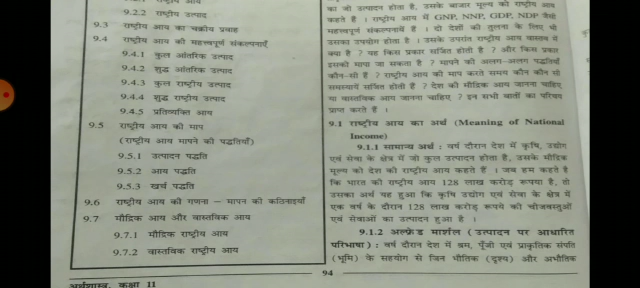 9.2.2 राष्ट्रीय उत्पाद
9.3 राष्ट्रीय आय का चक्रीय प्रवाह
9.4 राष्ट्रीय आय की महत्त्वपूर्ण संकल्पनाएँ
9.4.1 कुल आंतरिक उत्पाद
9.4.2 शुद्ध आंतरिक उत्पाद
9.4.3 कुल राष्ट्रीय उत्पाद
9.4.4 शुद्ध राष्ट्रीय उत्पाद
9.4.5 प्रतिव्यक्ति आय
9.5 राष्ट्रीय आय की माप
(राष्ट्रीय आय मापने की पद्धतियाँ)
9.5.1 उत्पादन पद्धति
9.5.2 आय पद्धति
9.5.3 खर्च पद्धति
9.6 राष्ट्रीय आय की गणना – मापन की कठिनाइयाँ
9.7 मौद्रिक आय और वास्तविक आय
9.7.1 मौद्रिक राष्ट्रीय आय
9.7.2 वास्तविक राष्ट्रीय आय
का जो उत्पादन होता है, उसके बाजार मूल्य को राष्ट्रीय आय
कहते हैं । राष्ट्रीय आय में GNP, NNP, GDP, NDP जैसी
महत्त्वपूर्ण संकल्पनायें हैं । दो देशों की तुलना के लिए भी
उसका उपयोग होता है । उसके उपरांत राष्ट्रीय आय वास्तव में
क्या है ? यह किस प्रकार सर्जित होती है ? और किस प्रकार
इसको मापा जा सकता है ? मापने की अलग-अलग पद्धतियाँ
कौन-सी हैं ? राष्ट्रीय आय की माप करते समय कौन कौन सी
समस्यायें सर्जित होती हैं ? देश की मौद्रिक आय जानना चाहिए
या वास्तविक आय जानना चाहिए ? इन सभी बातों का परिचय
प्राप्त करते हैं ।
9.1 राष्ट्रीय आय का अर्थ (Meaning of National
Income)
9.1.1 सामान्य अर्थ : वर्ष दौरान देश में कृषि, उद्योग
एवं सेवा के क्षेत्र में जो कुल उत्पादन होता है, उसके मौद्रिक
मूल्य को देश की राष्ट्रीय आय कहते हैं । जब हम कहते है
कि भारत की राष्ट्रीय आय 128 लाख करोड़ रूपया है, तो
उसका अर्थ यह हुआ कि कृषि उद्योग एवं सेवा के क्षेत्र में
एक वर्ष के दौरान 128 लाख करोड़ रूपये की चीजवस्तुओं
एवं सेवाओं का उत्पादन हुआ है ।
9.1.2 अल्फ्रेड मार्शल (उत्पादन पर आधारित
परिभाषा) : वर्ष दौरान देश में श्रम, पूँजी एवं प्राकृतिक संपत्ति
(भूमि) के सहयोग से जिन भौतिक (दृश्य) और अभौतिक
94
अर्थशास्त्र, कक्षा 11